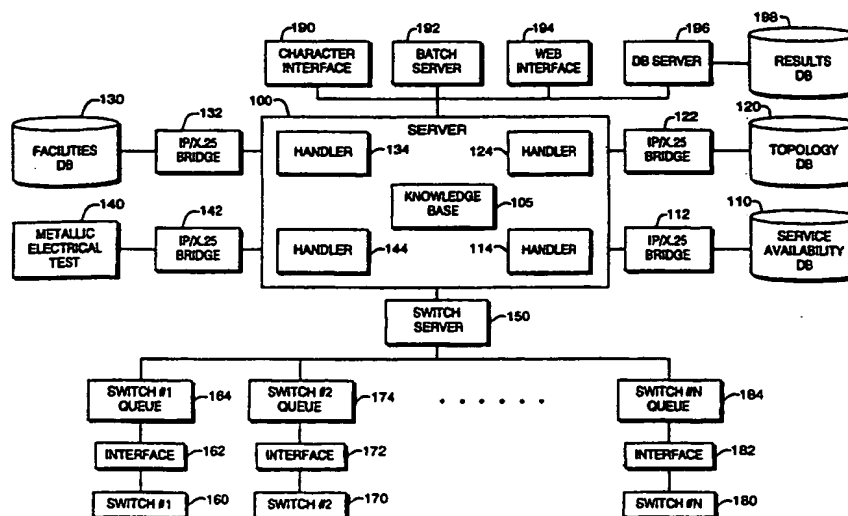 190
192
194
196
198
CHARACTER
INTERFACE
BATCH
SERVER
WEB
INTERFACE
DB SERVER
RESULTS
DB
130
132
100
122
120
FACILITIES
DB
IP/X.25
BRIDGE
SERVER
HANDLER
134
124
HANDLER
IP/X.25
BRIDGE
TOPOLOGY
DB
KNOWLEDGE
BASE
105
140
142
112
110
METALLIC
ELECTRICAL
TEST
IP/X.25
BRIDGE
HANDLER
144
114
HANDLER
IP/X.25
BRIDGE
SERVICE
AVAILABILITY
DB
SWITCH
SERVER
150
SWITCH #1
QUEUE
164
SWITCH #2
QUEUE
174
. . . . . .
SWITCH #N
QUEUE
184
INTERFACE
162
INTERFACE
172
INTERFACE
182
SWITCH #1
160
SWITCH #2
170
SWITCH #N
180